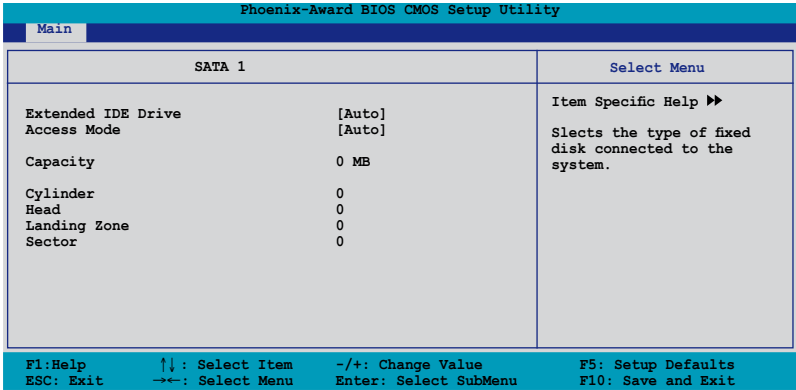 Phoenix-Award BIOS CMOS Setup Utility
Main
SATA 1
Select Menu
Extended IDE Drive [Auto]
Access Mode [Auto]
Capacity 0 MB
Cylinder 0
Head 0
Landing Zone 0
Sector 0
Item Specific Help ▶▶
Slects the type of fixed
disk connected to the
system.
F1:Help ↑↓: Select Item -/+: Change Value F5: Setup Defaults
ESC: Exit →←: Select Menu Enter: Select SubMenu F10: Save and Exit